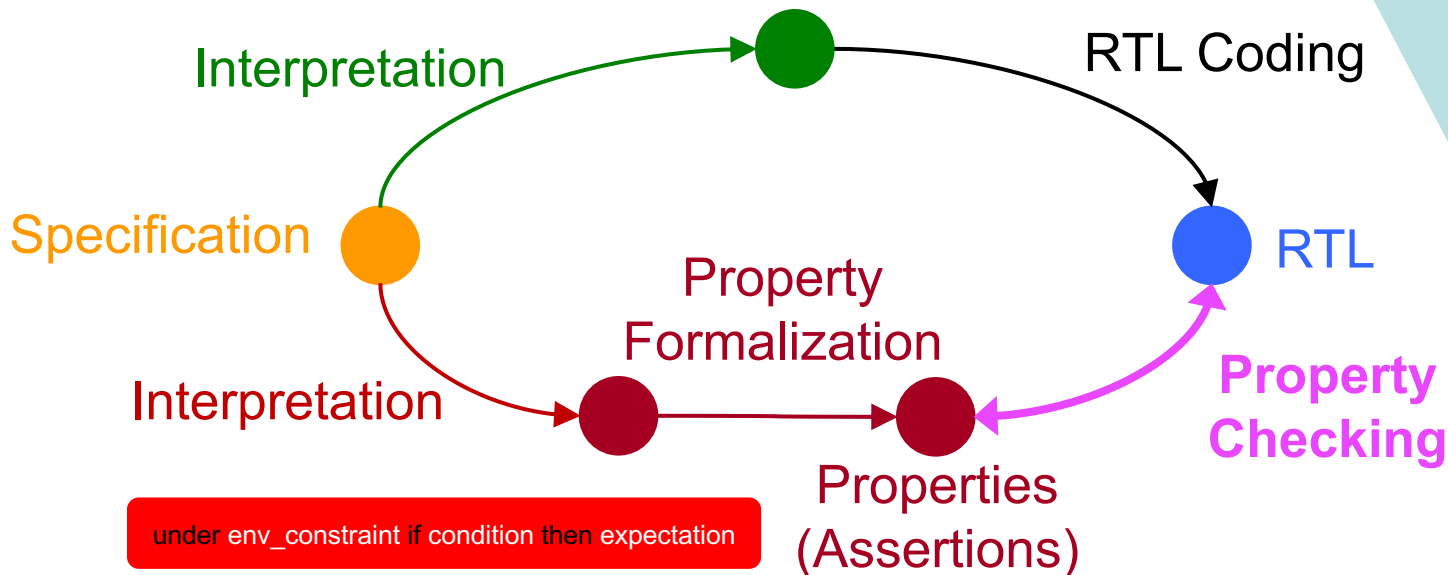 Interpretation
RTL Coding
Specification
RTL
Property
Formalization
Interpretation
Property
Checking
Properties
(Assertions)
under env_constraint if condition then expectation